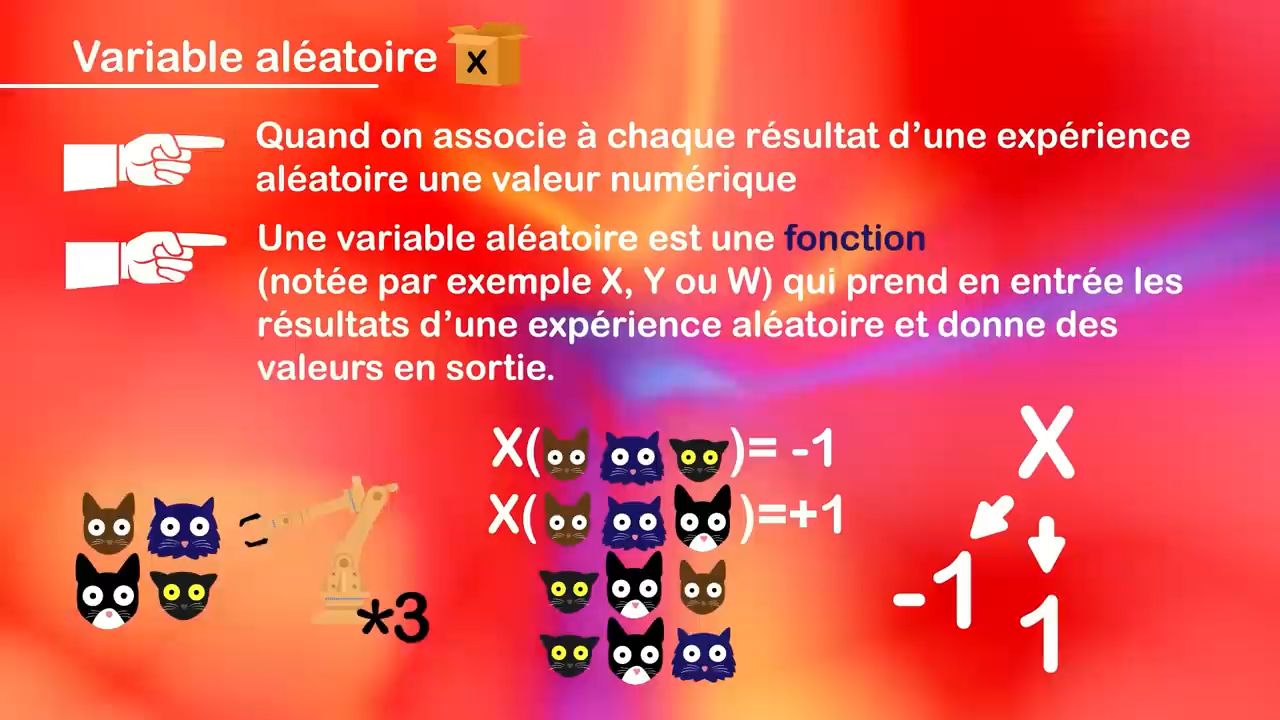 Variable aléatoire X
Quand on associe à chaque résultat d’une expérience
aléatoire une valeur numérique
Une variable aléatoire est une fonction
(notée par exemple X, Y ou W) qui prend en entrée les
résultats d’une expérience aléatoire et donne des
valeurs en sortie.
X( )= -1
X( )=+1
*3
X
-1
1